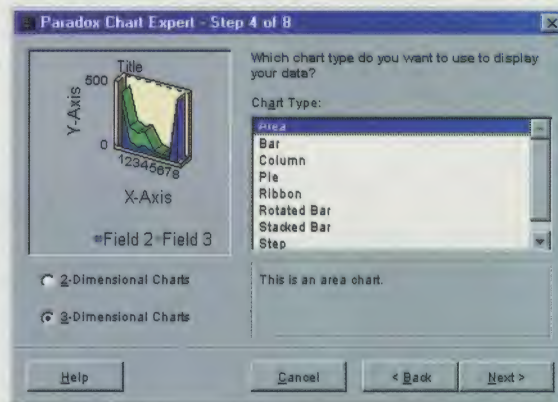 Paradox Chart Expert - Step 4 of 8
Title
500
Y-Axis
0
12345678
X-Axis
Field 2 Field 3
2-Dimensional Charts
3-Dimensional Charts
Which chart type do you want to use to display
your data?
Chart Type:
Area
Bar
Column
Pie
Ribbon
Rotated Bar
Stacked Bar
Step
This is an area chart.
Help
Cancel
< Back
Next >